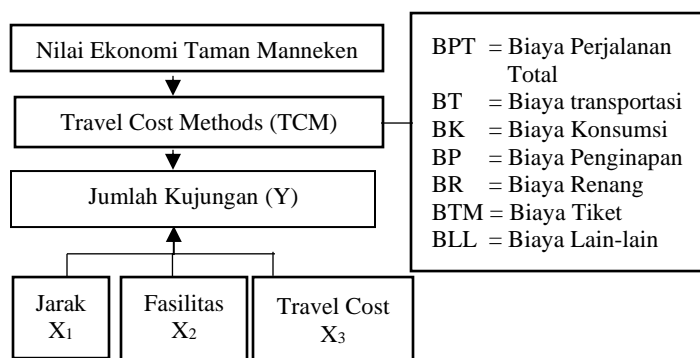 Nilai Ekonomi Taman Manneken
Travel Cost Methods (TCM)
Jumlah Kujungan (Y)
Jarak
X1
Fasilitas
X2
Travel Cost
X3
BPT = Biaya Perjalanan
Total
BT = Biaya transportasi
BK = Biaya Konsumsi
BP = Biaya Penginapan
BR = Biaya Renang
BTM = Biaya Tiket
BLL = Biaya Lain-lain